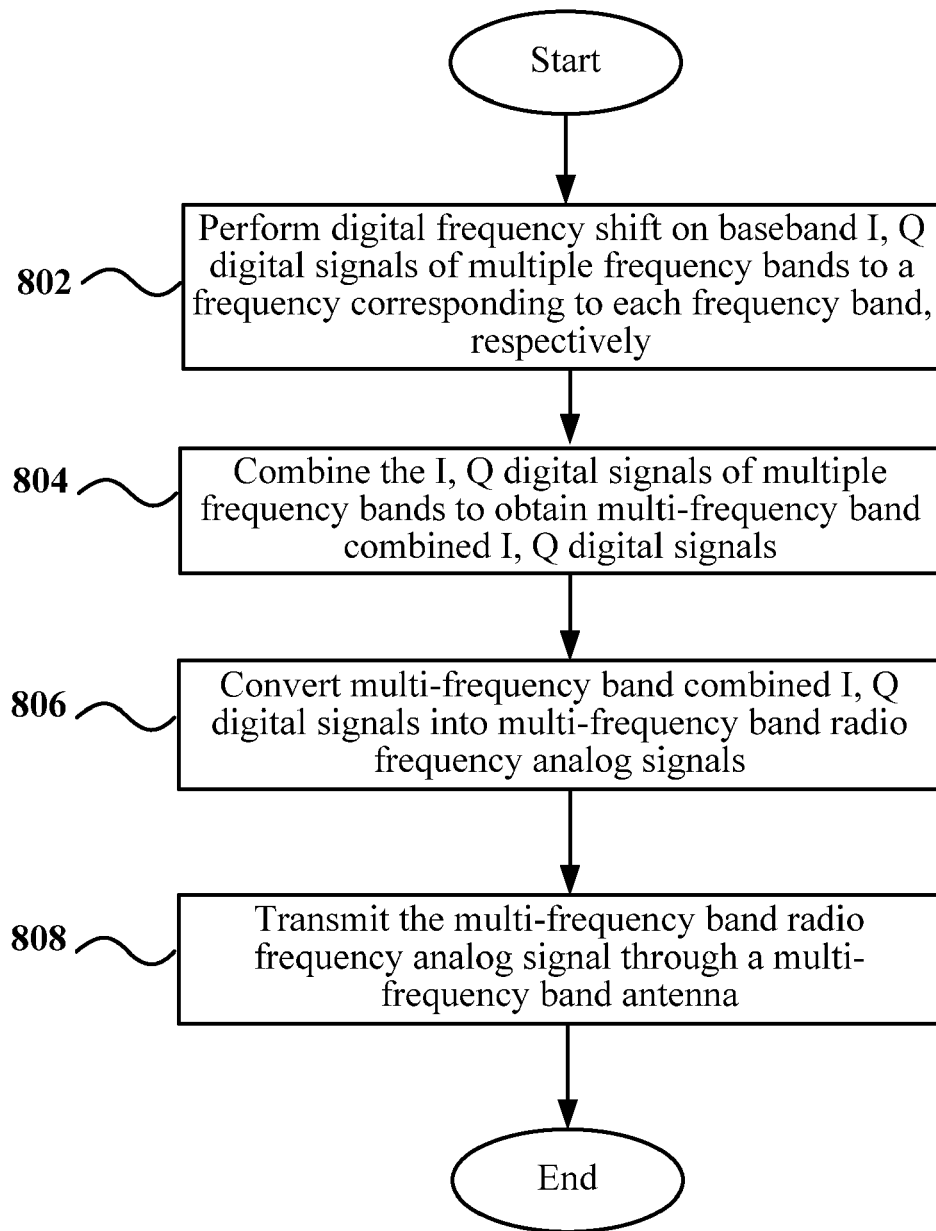 Start
802
Perform digital frequency shift on baseband I, Q
digital signals of multiple frequency bands to a
frequency corresponding to each frequency band,
respectively
804
Combine the I, Q digital signals of multiple
frequency bands to obtain multi-frequency band
combined I, Q digital signals
806
Convert multi-frequency band combined I, Q
digital signals into multi-frequency band radio
frequency analog signals
808
Transmit the multi-frequency band radio
frequency analog signal through a multi-
frequency band antenna
End